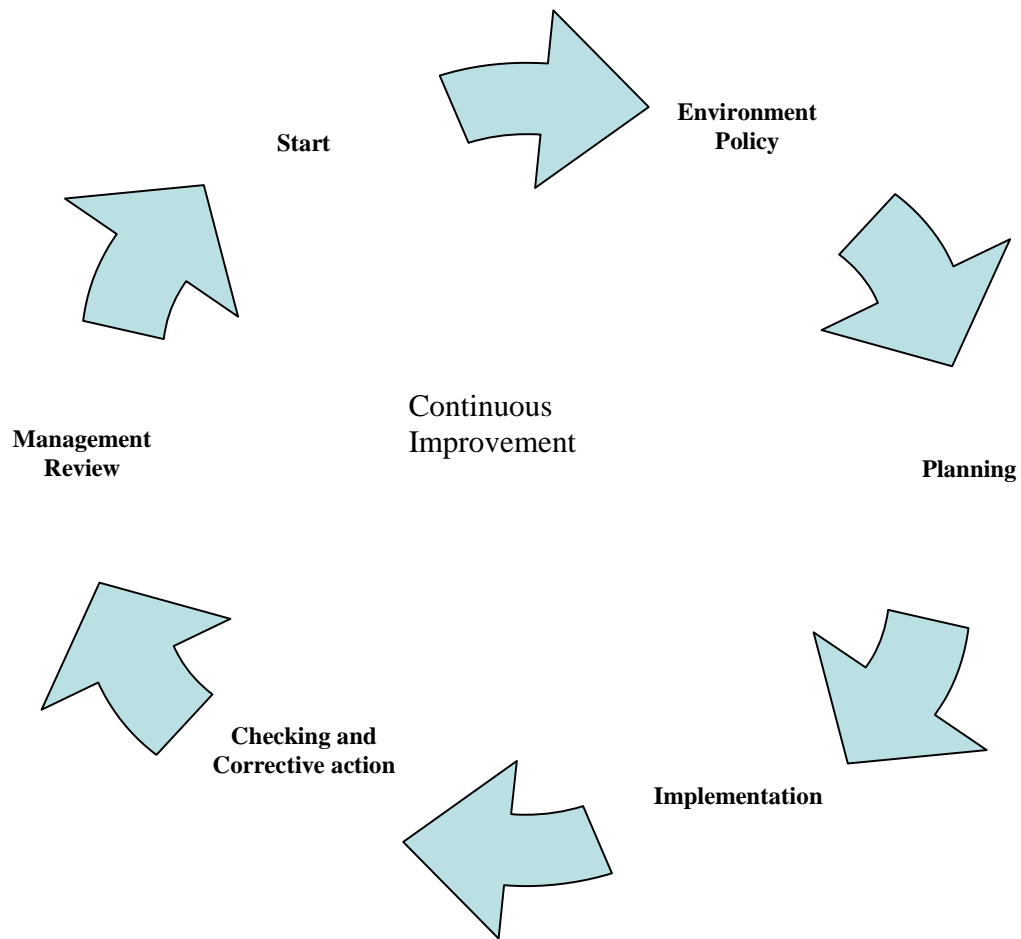 Start
Environment
Policy
Planning
Implementation
Checking and
Corrective action
Management
Review
Continuous
Improvement